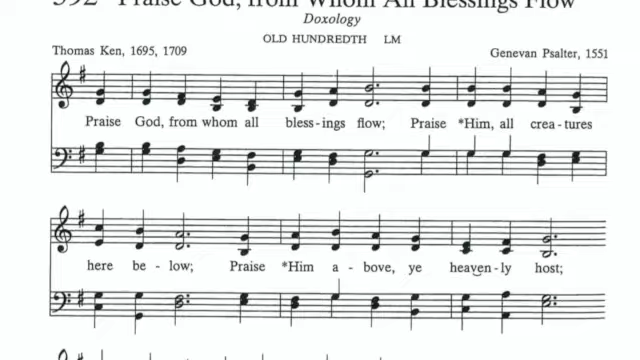 592 Praise God, from Whom All Blessings Flow
Doxology
OLD HUNDREDTH LM
Thomas Ken, 1695, 1709
Genevan Psalter, 1551
Praise God, from whom all bless-ings flow; Praise *Him, all crea-tures
here be-low; Praise *Him a-bove, ye heaven-ly host;